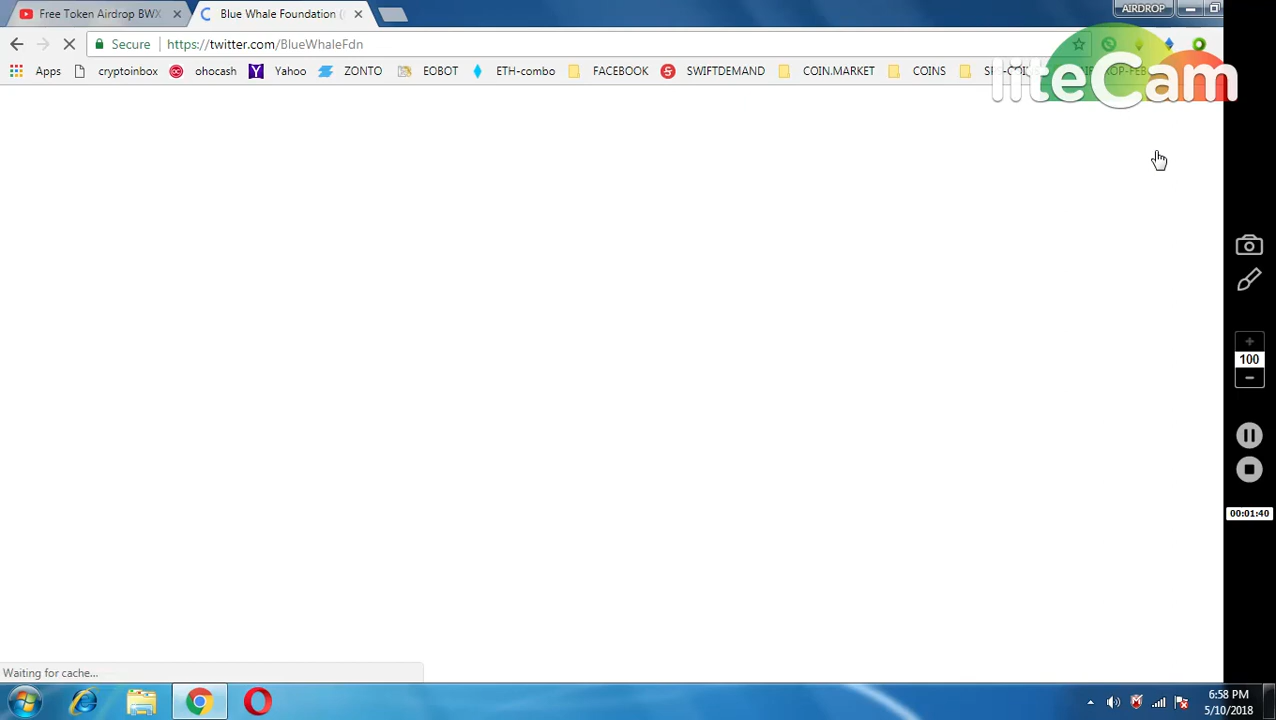 Free Token Airdrop BWX
Blue Whale Foundation (
AIRDROP
Secure
https://twitter.com/BlueWhaleFdn
Apps
cryptoinbox
ohocash
Yahoo
ZONTO
EOBOT
ETH-combo
FACEBOOK
SWIFTDEMAND
COIN.MARKET
COINS
liteCam
100
00:01:40
Waiting for cache...
6:58 PM
5/10/2018